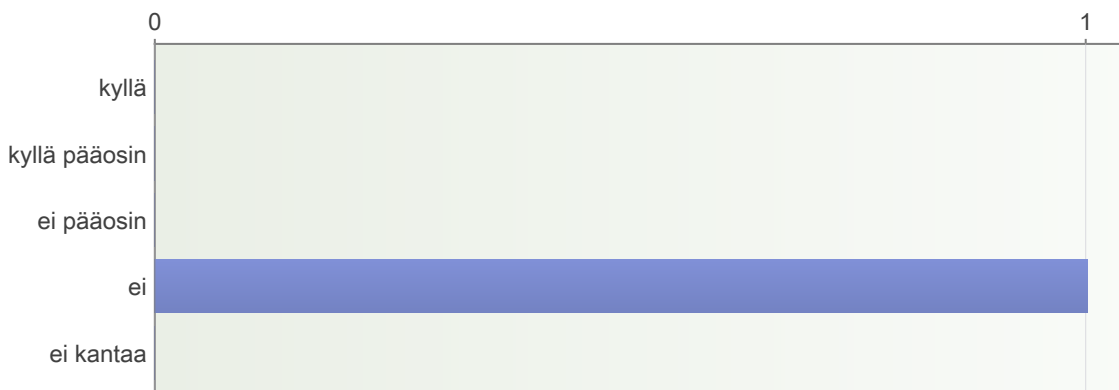 0 1
kyllä
kyllä pääosin
ei pääosin
ei
ei kantaa